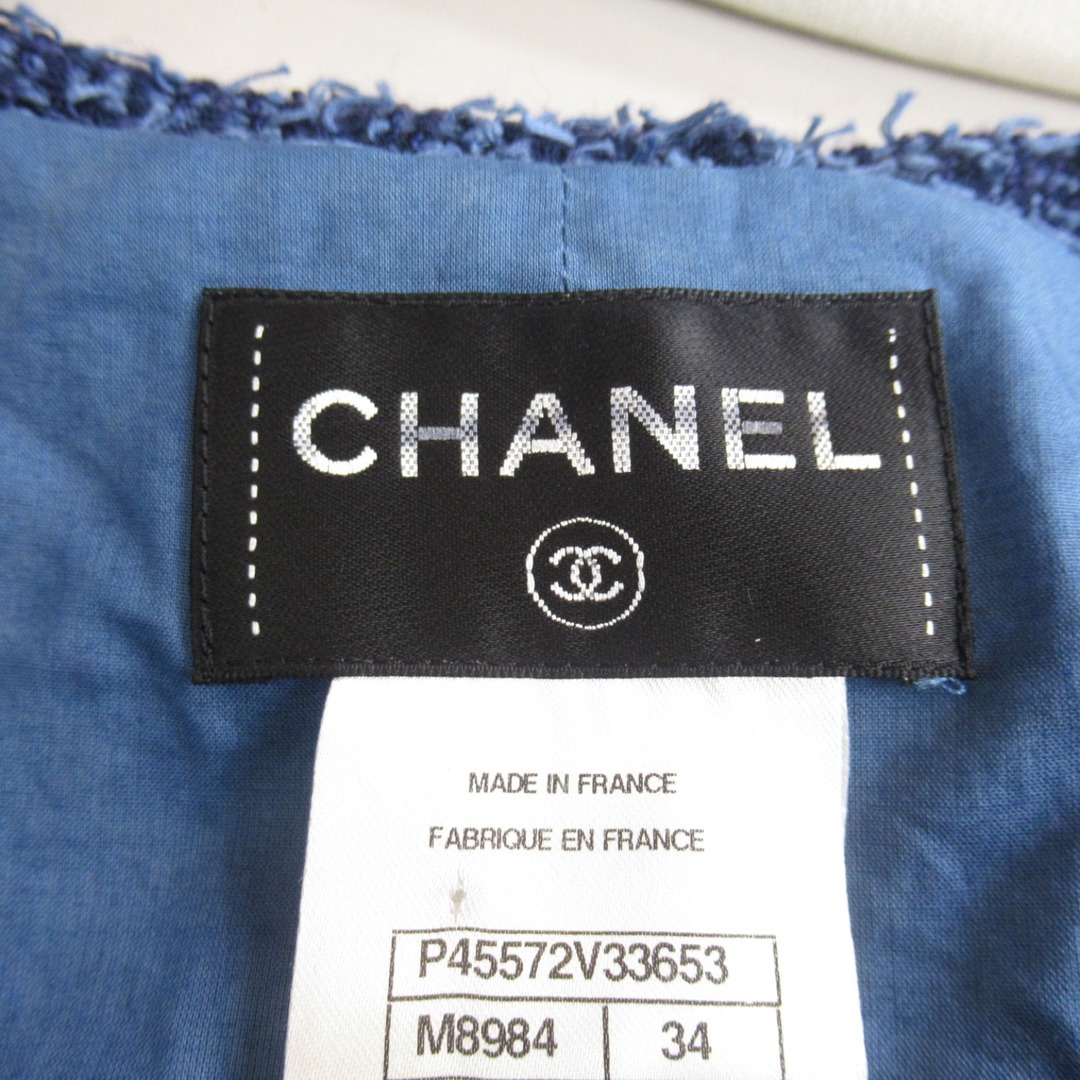 CHANEL
MADE IN FRANCE
FABRIQUE EN FRANCE
P45572V33653
M8984 34